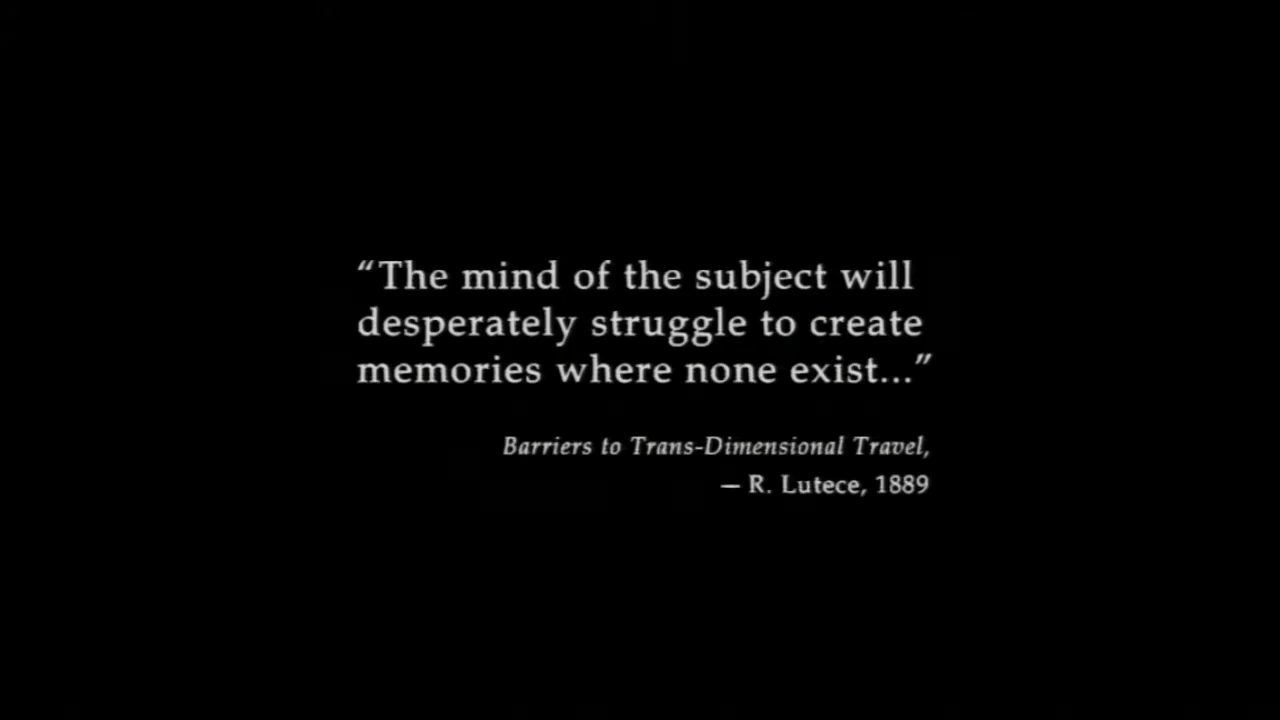 “The mind of the subject will
desperately struggle to create
memories where none exist...”
Barriers to Trans-Dimensional Travel,
— R. Lutece, 1889